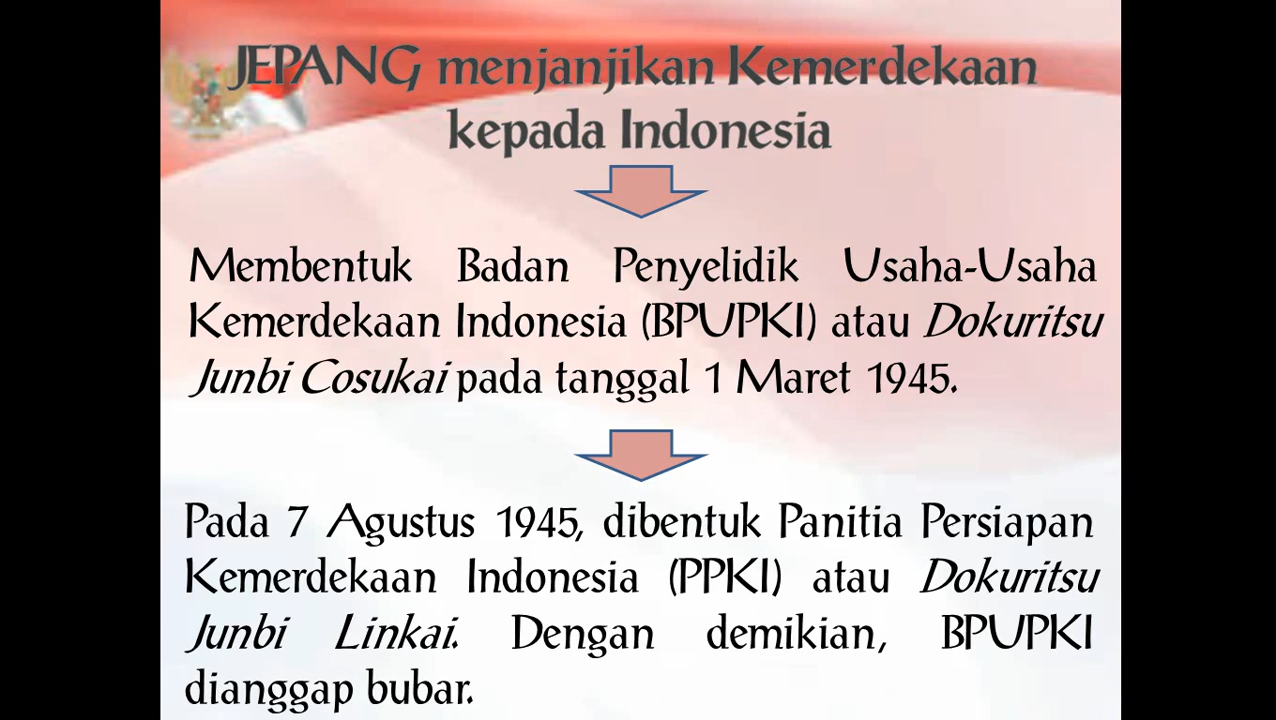 JEPANG menjanjikan Kemerdekaan
kepada Indonesia
Membentuk Badan Penyelidik Usaha-Usaha
Kemerdekaan Indonesia (BPUPKI) atau Dokuritsu
Junbi Cosukai pada tanggal 1 Maret 1945.
Pada 7 Agustus 1945, dibentuk Panitia Persiapan
Kemerdekaan Indonesia (PPKI) atau Dokuritsu
Junbi Linkai. Dengan demikian, BPUPKI
dianggap bubar.